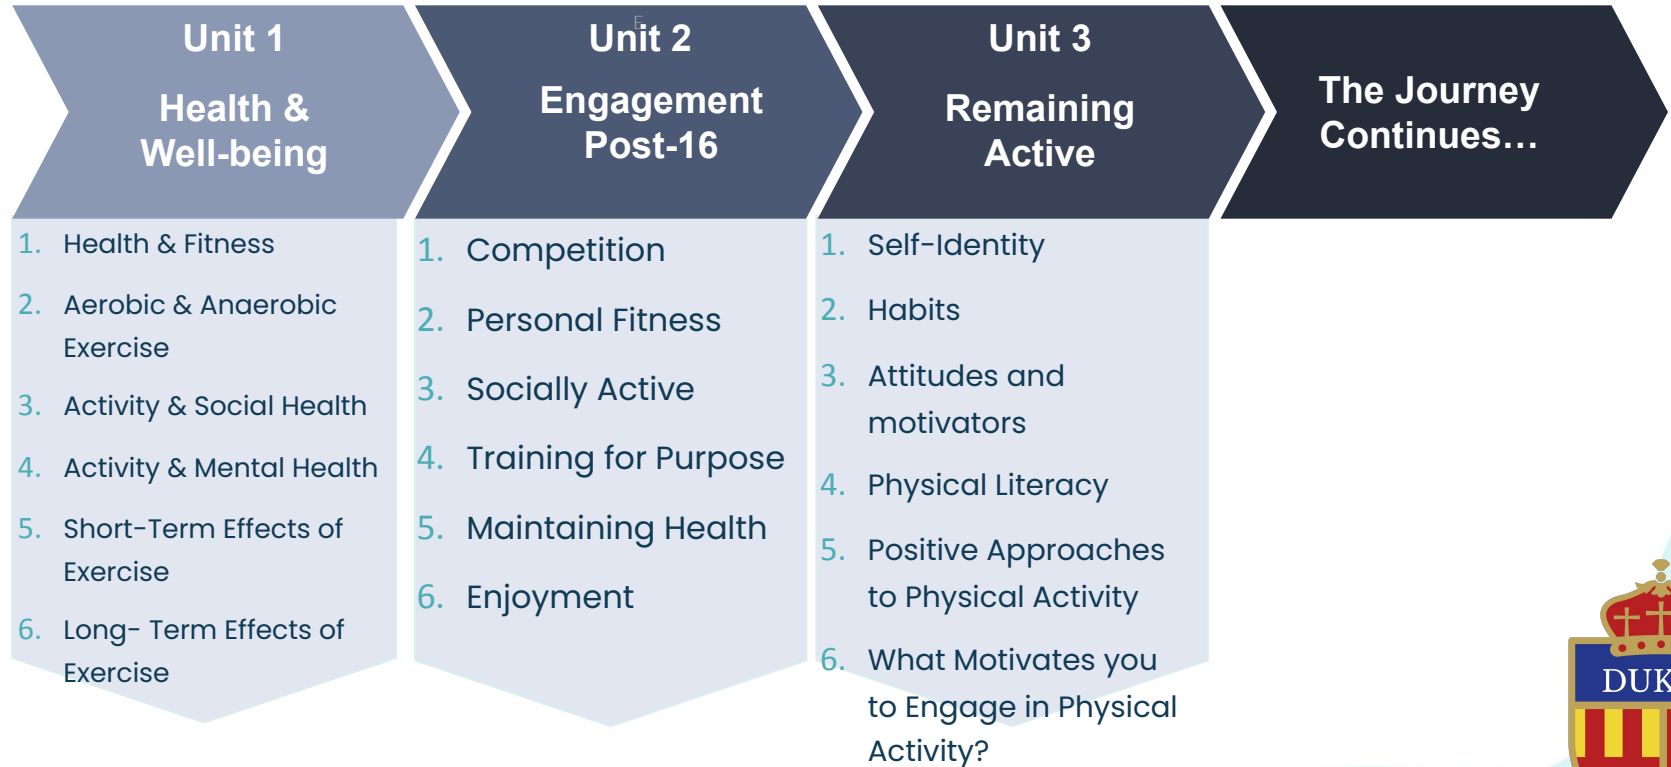 Unit 1
Health &
Well-being
1. Health & Fitness
2. Aerobic & Anaerobic
Exercise
3. Activity & Social Health
4. Activity & Mental Health
5. Short-Term Effects of
Exercise
6. Long- Term Effects of
Exercise
E
Unit 2
Engagement
Post-16
1. Competition
2. Personal Fitness
3. Socially Active
4. Training for Purpose
5. Maintaining Health
6. Enjoyment
Unit 3
Remaining
Active
1. Self-Identity
2. Habits
3. Attitudes and
motivators
4. Physical Literacy
5. Positive Approaches
to Physical Activity
6. What Motivates you
to Engage in Physical
Activity?
The Journey
Continues…
DUK